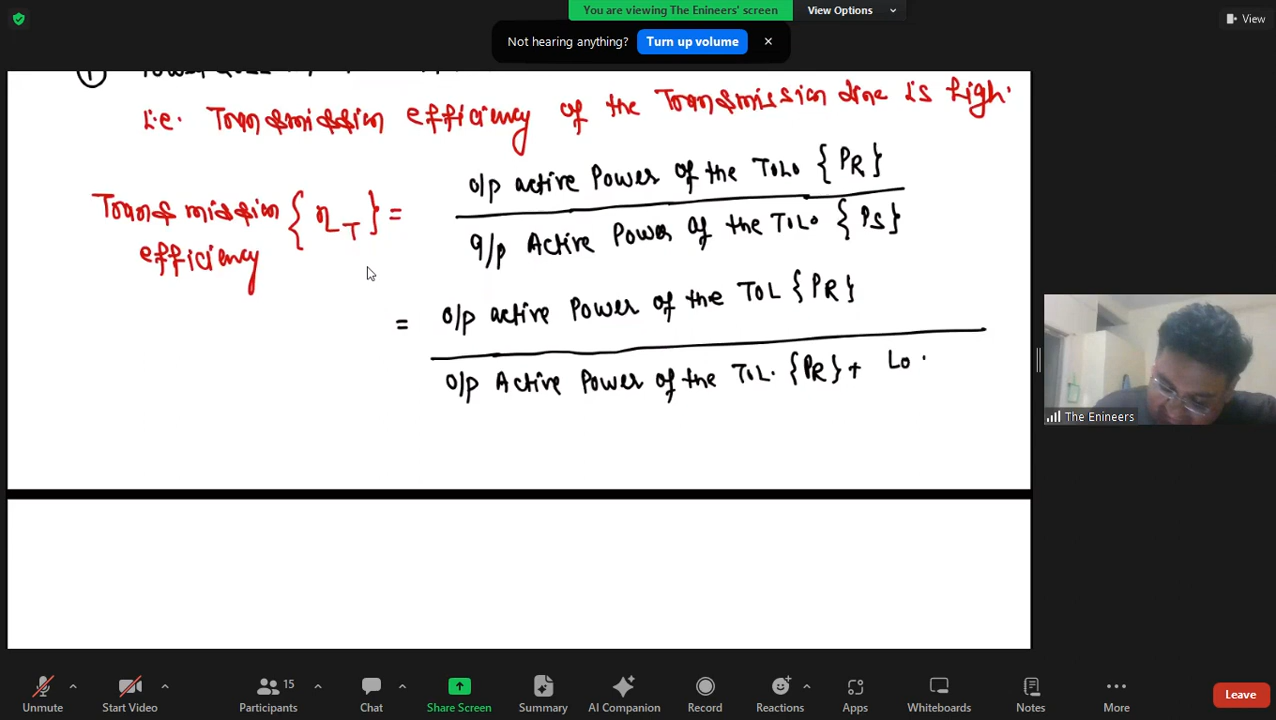 You are viewing The Enineers' screen
View Options
View
Not hearing anything?
Turn up volume
1
i.e. Transmission efficiency of the Transmission line is high.
Transmission efficiency {ηT} =
o/p active Power of the T.L. {PR}
i/p Active Power of the T.L. {PS}
=
o/p active Power of the T.L {PR}
o/p Active Power of the T.L. {PR} + Lo
The Enineers
Unmute
Start Video
Participants
15
Chat
Share Screen
Summary
AI Companion
Record
Reactions
Apps
Whiteboards
Notes
More
Leave